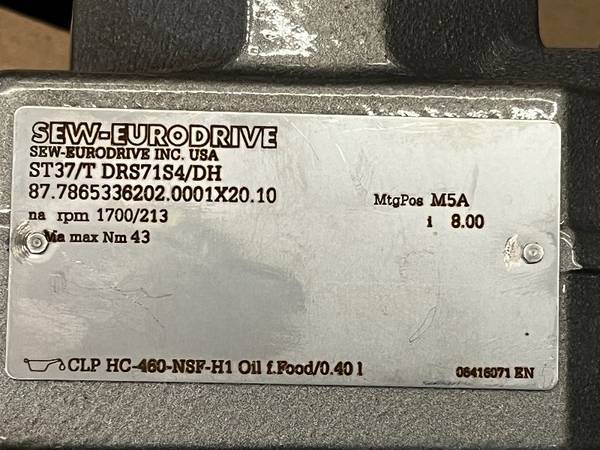 SEW-EURODRIVE
SEW-EURODRIVE INC. USA
ST37/T DRS71S4/DH
87.7865336202.0001X20.10
MtgPos M5A
na rpm 1700/213
i 8.00
Ma max Nm 43
CLP HC-460-NSF-H1 Oil f.Food/0.40 l
06416071 EN